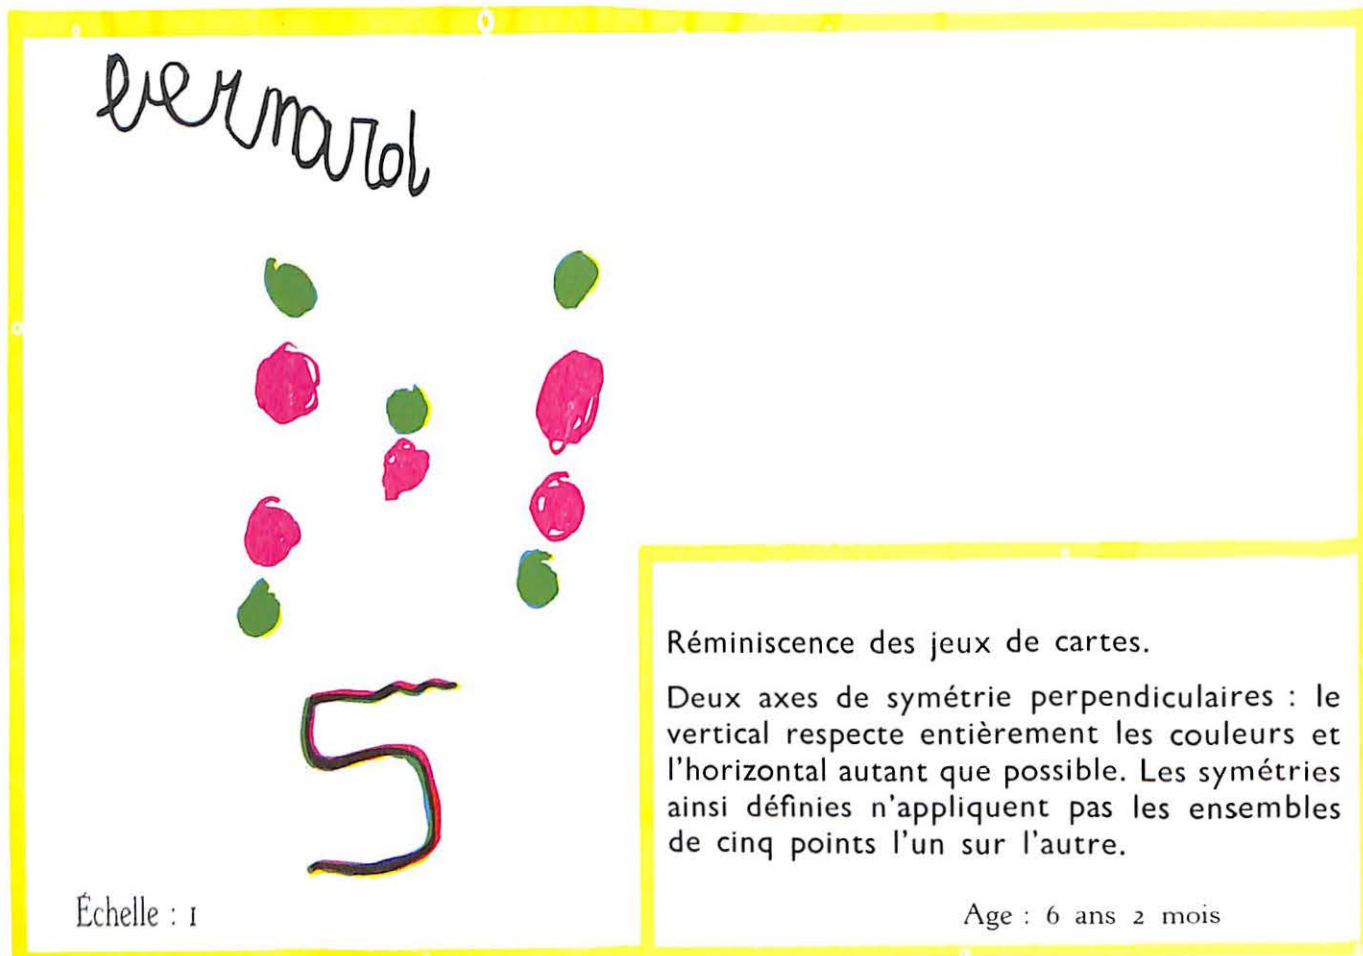 bernard
5
Réminiscence des jeux de cartes.
Deux axes de symétrie perpendiculaires : le
vertical respecte entièrement les couleurs et
l'horizontal autant que possible. Les symétries
ainsi définies n'appliquent pas les ensembles
de cinq points l'un sur l'autre.
Échelle : 1
Age : 6 ans 2 mois